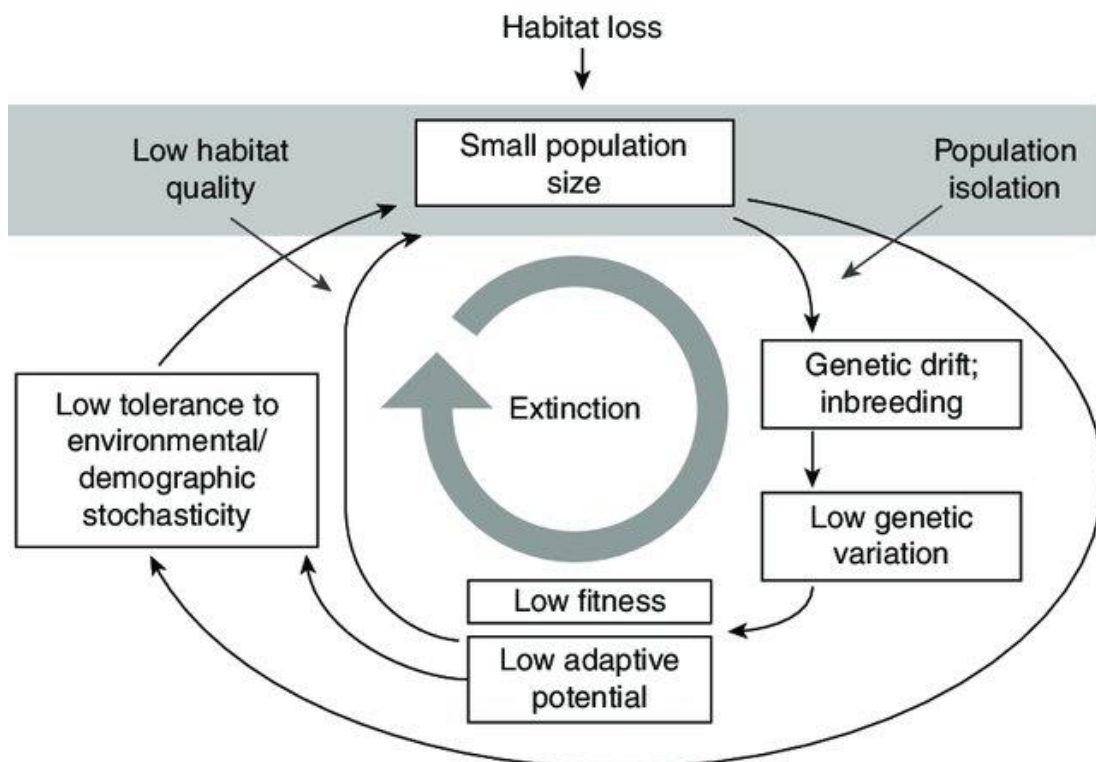 Habitat loss
Low habitat
quality
Small population
size
Population
isolation
Low tolerance to
environmental/
demographic
stochasticity
Extinction
Genetic drift;
inbreeding
Low genetic
variation
Low fitness
Low adaptive
potential